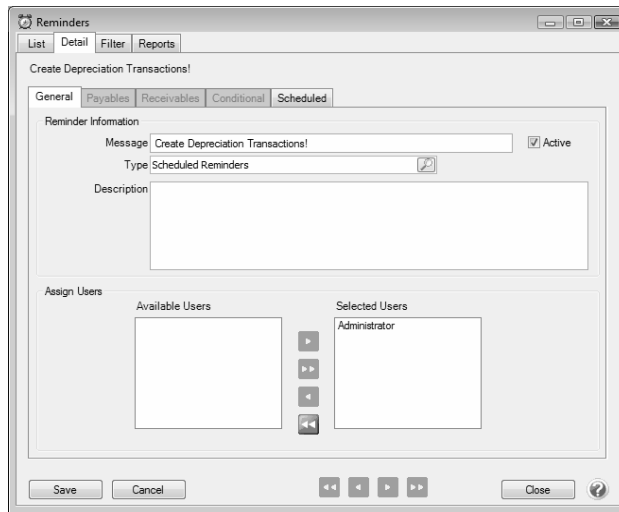 Reminders
List Detail Filter Reports
Create Depreciation Transactions!
General Payables Receivables Conditional Scheduled
Reminder Information
Message Create Depreciation Transactions! Active
Type Scheduled Reminders
Description
Assign Users
Available Users Selected Users
Administrator
Save Cancel Close ?